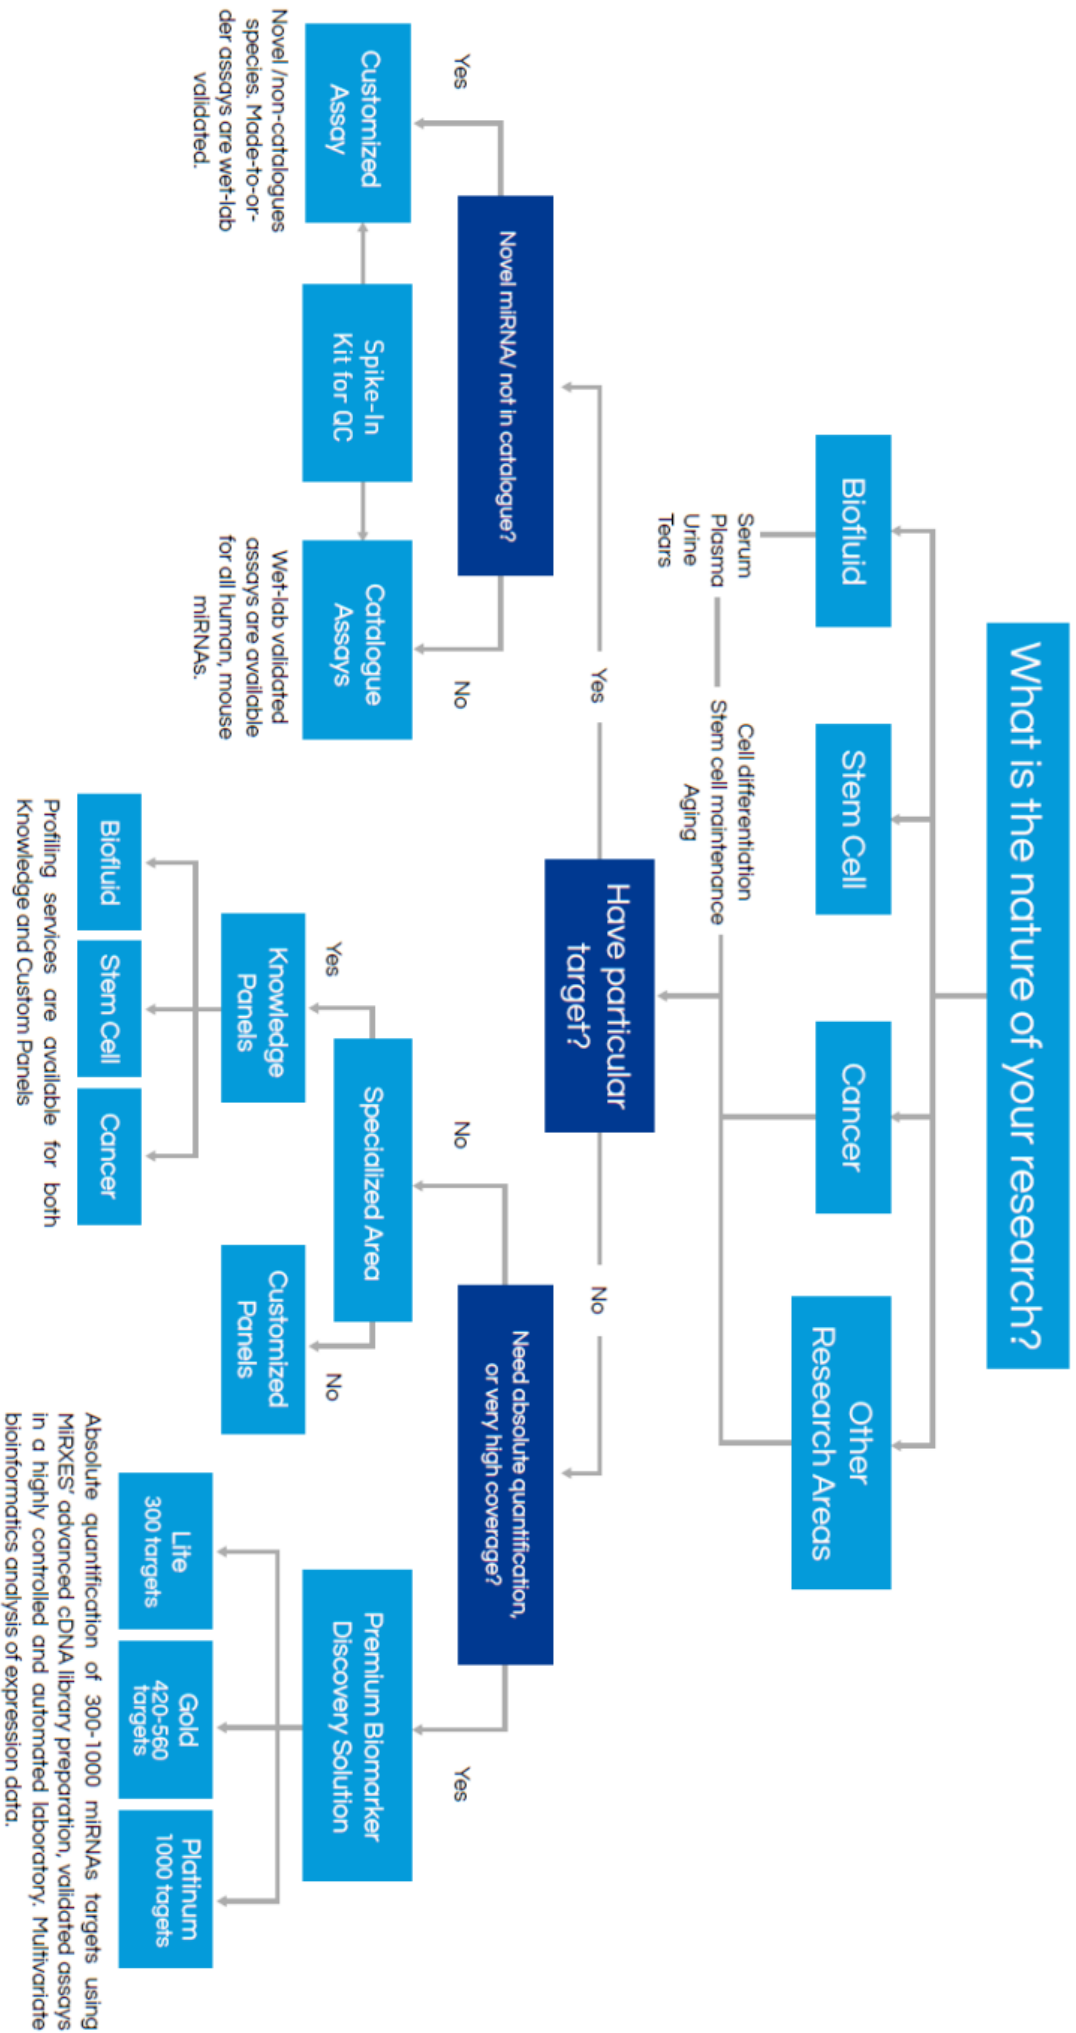 What is the nature of your research?
Biofluid
Stem Cell
Cancer
Other
Research Areas
Serum
Plasma
Urine
Tears
Cell differentiation
Stem cell maintenance
Aging
Have particular
target?
Yes
No
Novel miRNA/ not in catalogue?
Need absolute quantification,
or very high coverage?
Yes
No
No
Yes
Customized
Assay
Spike-In
Kit for QC
Catalogue
Assays
Specialized Area
Premium Biomarker
Discovery Solution
Novel /non-catalogues
species. Made-to-or-
der assays are wet-lab
validated.
Wet-lab validated
assays are available
for all human, mouse
miRNAs.
Yes
No
Knowledge
Panels
Customized
Panels
Lite
300 targets
Gold
420-560
targets
Platinum
1000 tagets
Biofluid
Stem Cell
Cancer
Profiling services are available for both
Knowledge and Custom Panels
Absolute quantification of 300-1000 miRNAs targets using
MiRXES' advanced cDNA library preparation, validated assays
in a highly controlled and automated laboratory. Multivariate
bioinformatics analysis of expression data.